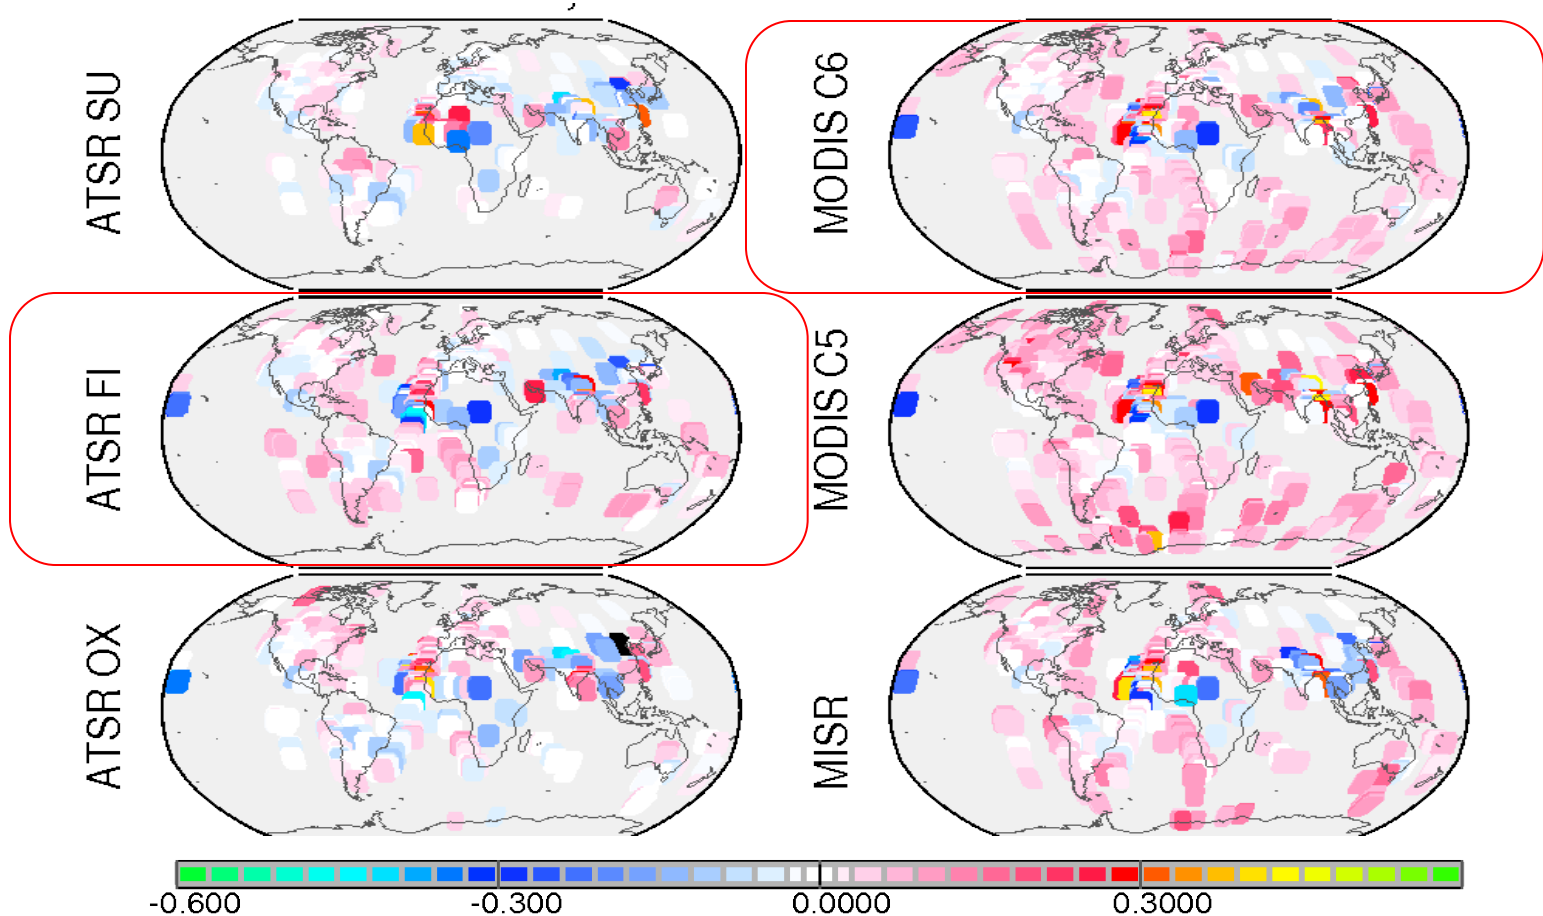 ATSR SU
MODIS C6
ATSR FI
MODIS C5
ATSR OX
MISR
-0.600 -0.300 0.0000 0.3000